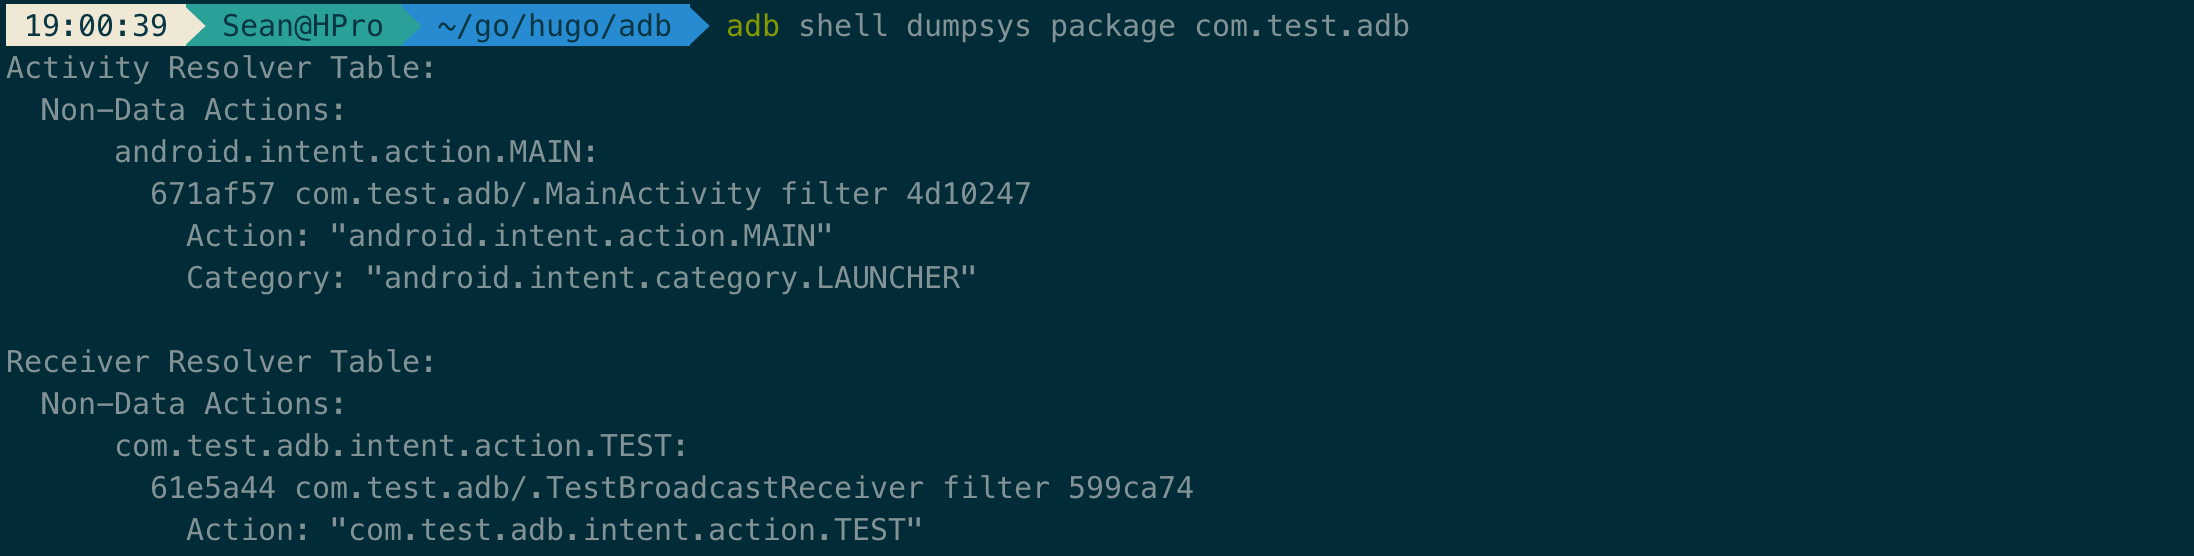 19:00:39 Sean@HPro ~/go/hugo/adb adb shell dumpsys package com.test.adb
Activity Resolver Table:
  Non-Data Actions:
      android.intent.action.MAIN:
        671af57 com.test.adb/.MainActivity filter 4d10247
          Action: "android.intent.action.MAIN"
          Category: "android.intent.category.LAUNCHER"

Receiver Resolver Table:
  Non-Data Actions:
      com.test.adb.intent.action.TEST:
        61e5a44 com.test.adb/.TestBroadcastReceiver filter 599ca74
          Action: "com.test.adb.intent.action.TEST"